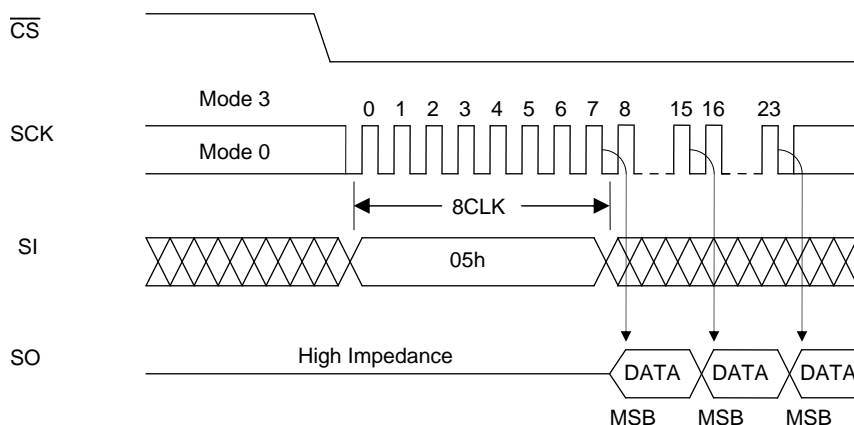 CS
Mode 3
0 1 2 3 4 5 6 7 8 15 16 23
SCK
Mode 0
8CLK
SI
05h
SO
High Impedance
DATA DATA DATA
MSB MSB MSB